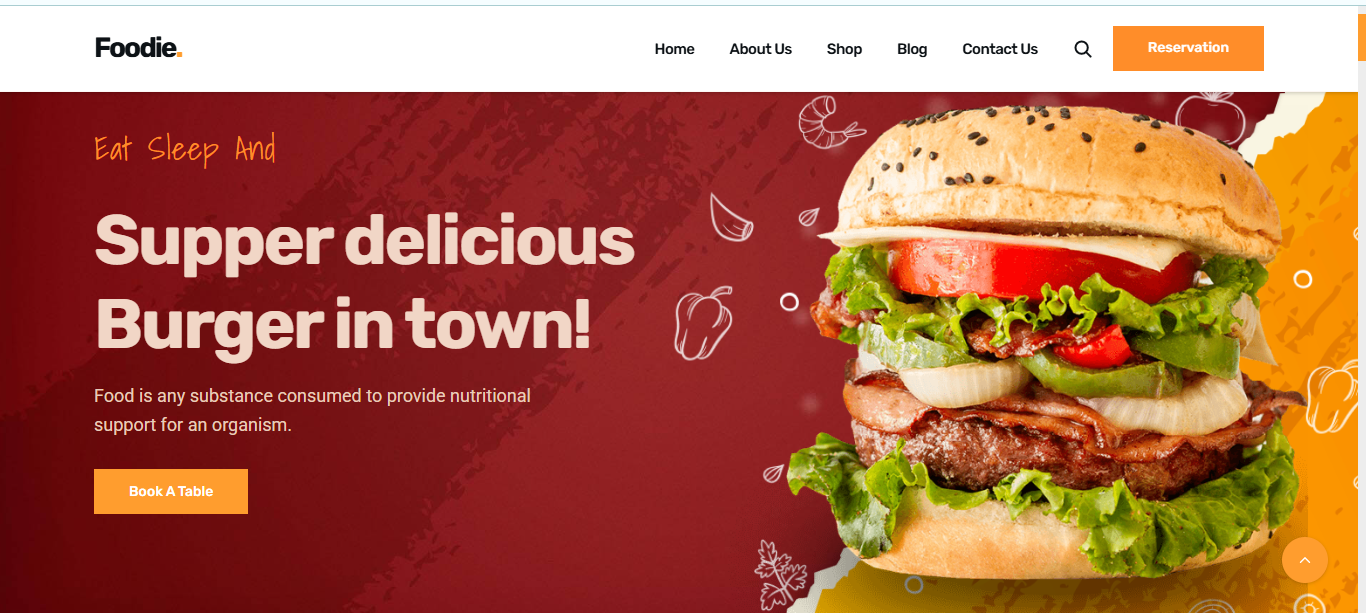 Foodie.
Home About Us Shop Blog Contact Us Reservation
Eat Sleep And
Supper delicious
Burger in town!
Food is any substance consumed to provide nutritional
support for an organism.
Book A Table